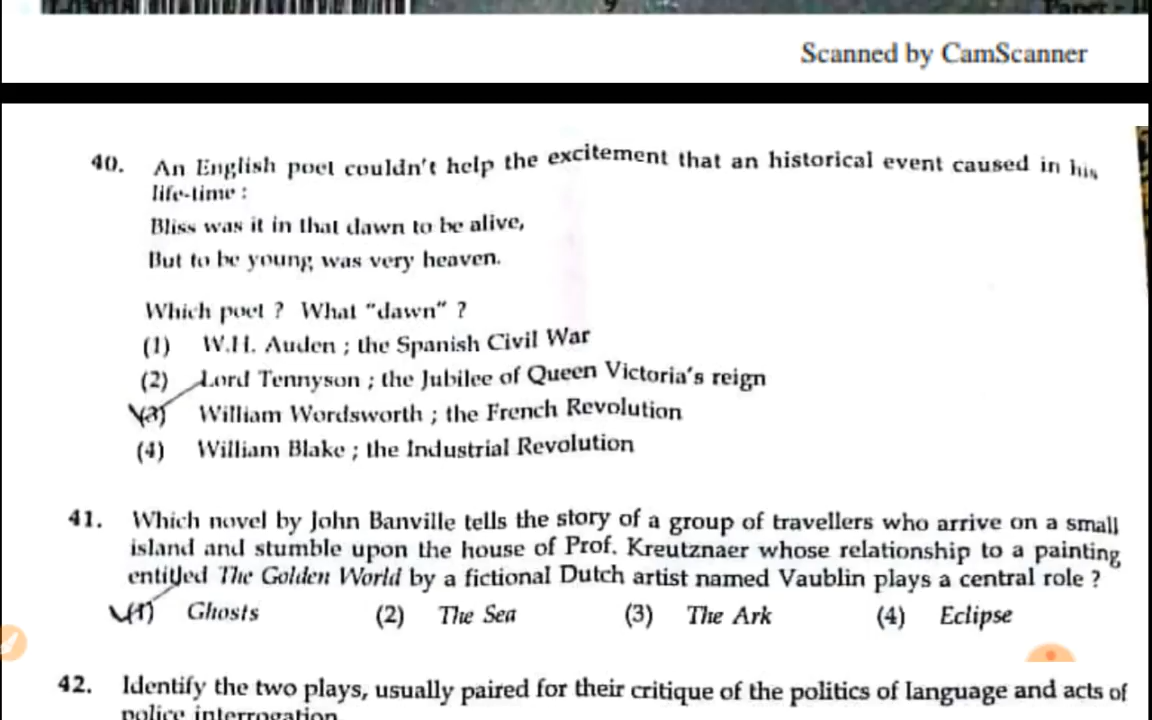 Scanned by CamScanner
40. An English poet couldn't help the excitement that an historical event caused in his
life-time :
Bliss was it in that dawn to be alive,
But to be young was very heaven.
Which poet ? What "dawn" ?
(1) W.H. Auden ; the Spanish Civil War
(2) Lord Tennyson ; the Jubilee of Queen Victoria's reign
(3) William Wordsworth ; the French Revolution
(4) William Blake ; the Industrial Revolution
41. Which novel by John Banville tells the story of a group of travellers who arrive on a small
island and stumble upon the house of Prof. Kreutznaer whose relationship to a painting
entitled The Golden World by a fictional Dutch artist named Vaublin plays a central role ?
(1) Ghosts (2) The Sea (3) The Ark (4) Eclipse
42. Identify the two plays, usually paired for their critique of the politics of language and acts of
police interrogation